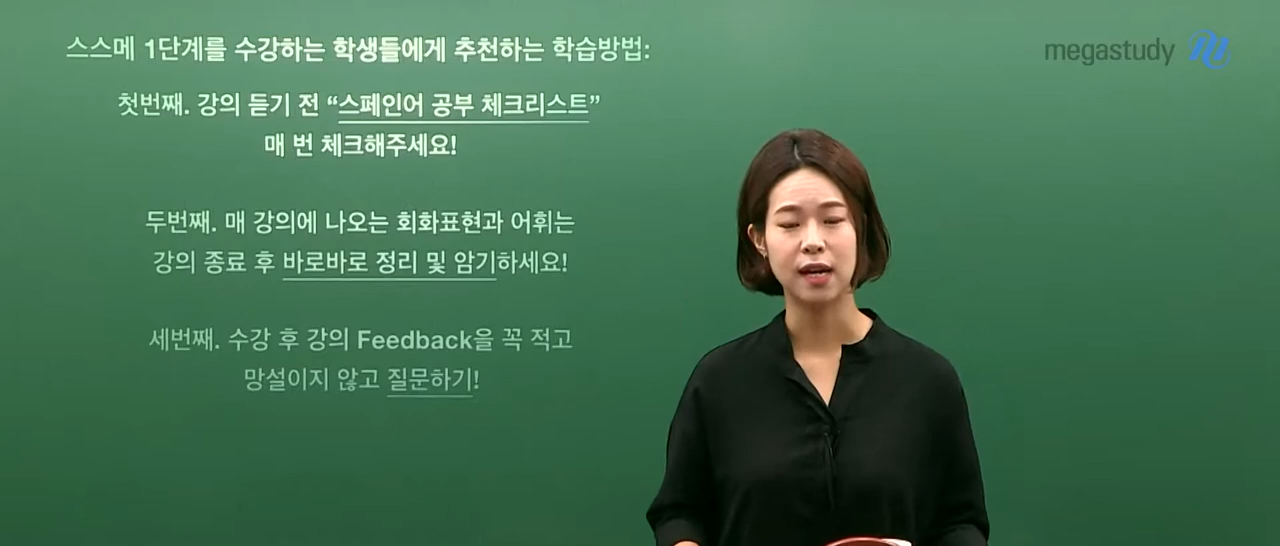 스스메 1단계를 수강하는 학생들에게 추천하는 학습방법:
megastudy
첫번째. 강의 듣기 전 “스페인어 공부 체크리스트”
매 번 체크해주세요!
두번째. 매 강의에 나오는 회화표현과 어휘는
강의 종료 후 바로바로 정리 및 암기하세요!
세번째. 수강 후 강의 Feedback을 꼭 적고
망설이지 않고 질문하기!